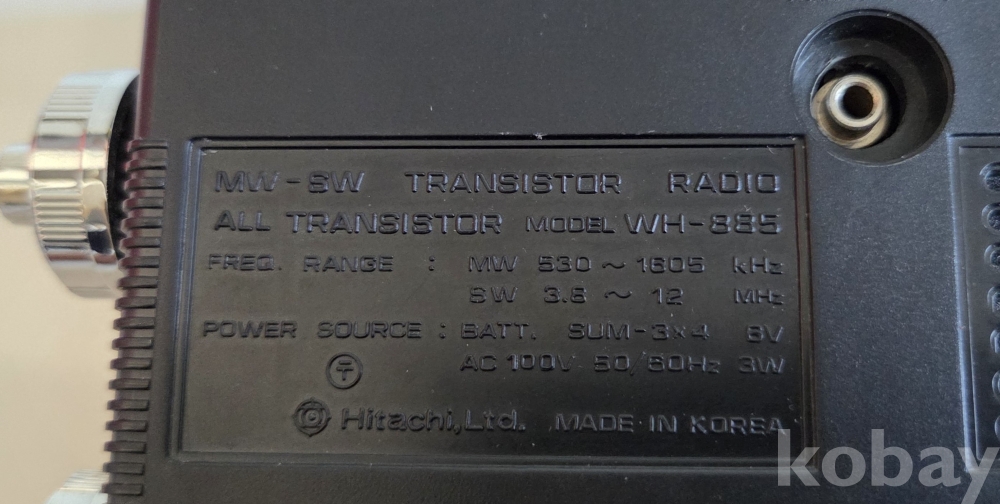 MW-SW TRANSISTOR RADIO
ALL TRANSISTOR MODEL WH-885
FREQ. RANGE : MW 530 ~ 1605 kHz
SW 3.8 ~ 12 MHz
POWER SOURCE : BATT. SUM-3×4 6V
AC 100V 50/60Hz 3W
T
Hitachi,Ltd. MADE IN KOREA
kobay